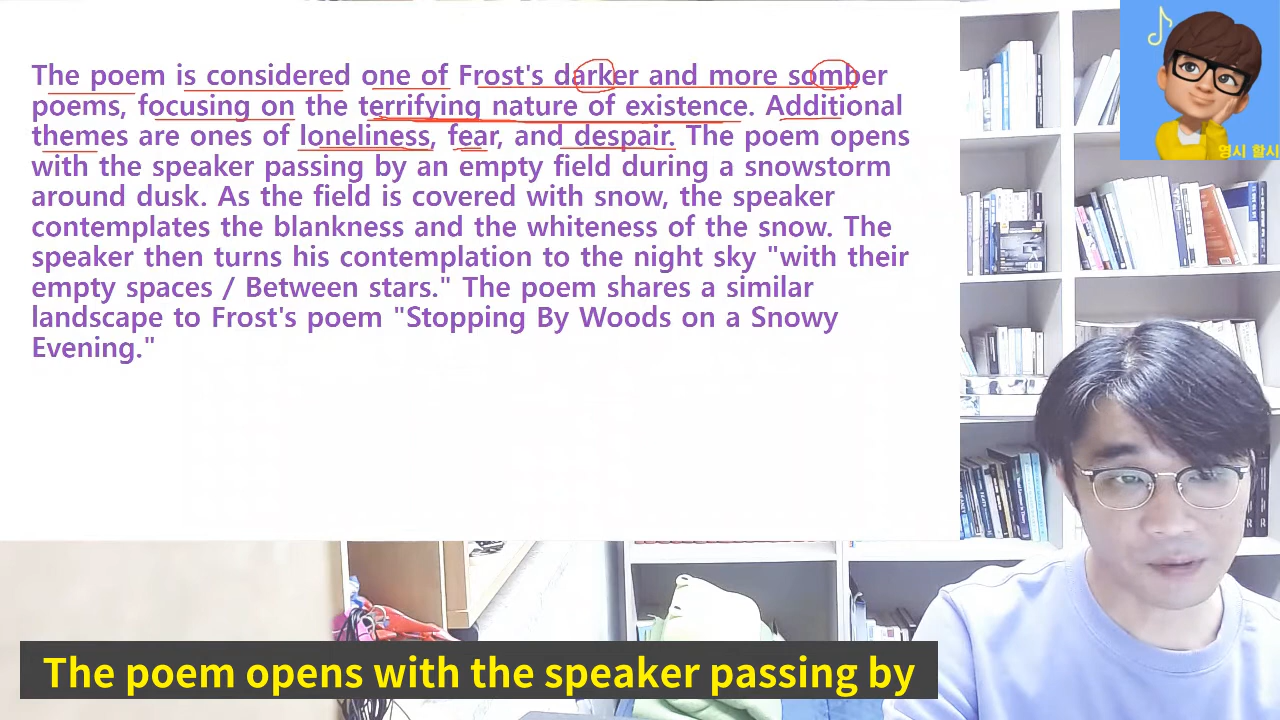 The poem is considered one of Frost's darker and more somber
poems, focusing on the terrifying nature of existence. Additional
themes are ones of loneliness, fear, and despair. The poem opens
with the speaker passing by an empty field during a snowstorm
around dusk. As the field is covered with snow, the speaker
contemplates the blankness and the whiteness of the snow. The
speaker then turns his contemplation to the night sky "with their
empty spaces / Between stars." The poem shares a similar
landscape to Frost's poem "Stopping By Woods on a Snowy
Evening."
영시 할시
The poem opens with the speaker passing by